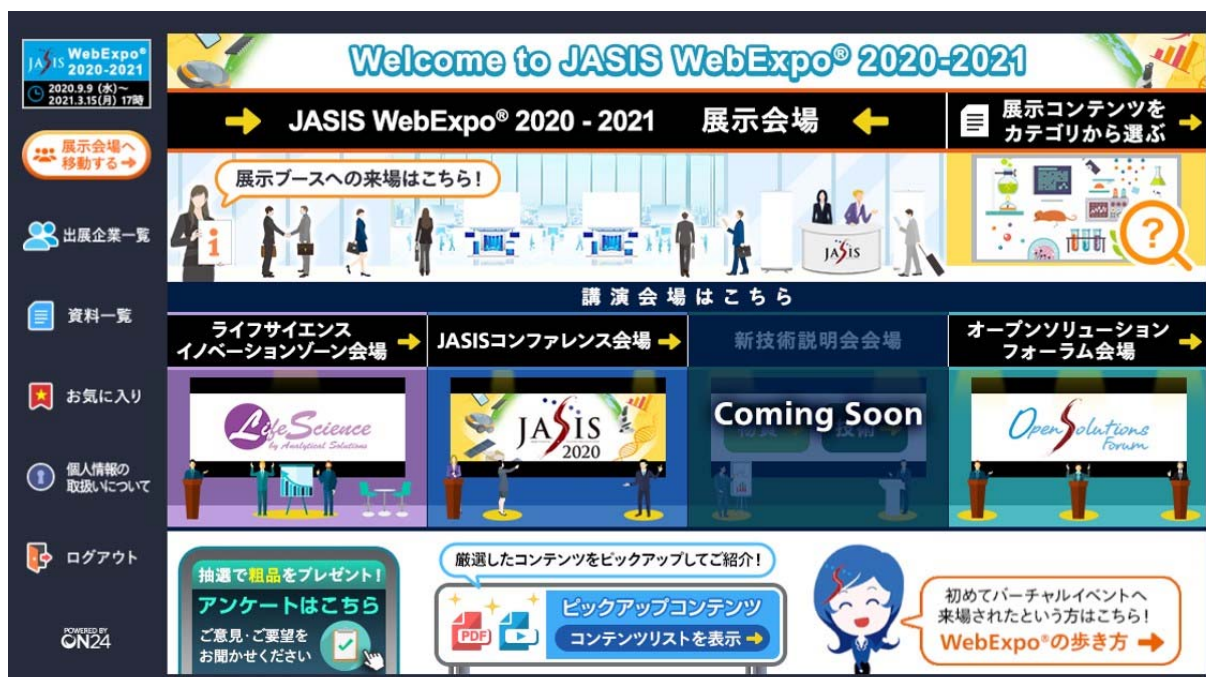 JASIS WebExpo®
2020-2021
2020.9.9 (水)～
2021.3.15(月) 17時
展示会場へ
移動する
出展企業一覧
資料一覧
お気に入り
個人情報の
取扱いについて
ログアウト
POWERED BY
ON24
Welcome to JASIS WebExpo® 2020-2021
JASIS WebExpo® 2020 - 2021 展示会場
展示コンテンツを
カテゴリから選ぶ
展示ブースへの来場はこちら!
i
JASIS
?
講演会場はこちら
ライフサイエンス
イノベーションゾーン会場
JASISコンファレンス会場
新技術説明会会場
オープンソリューション
フォーラム会場
LifeScience
by Analytical Solutions
JASIS
2020
Coming Soon
Open Solutions
Forum
抽選で粗品をプレゼント!
アンケートはこちら
ご意見・ご要望を
お聞かせください
厳選したコンテンツをピックアップしてご紹介!
PDF
ピックアップコンテンツ
コンテンツリストを表示
初めてバーチャルイベントへ
来場されたという方はこちら!
WebExpo®の歩き方